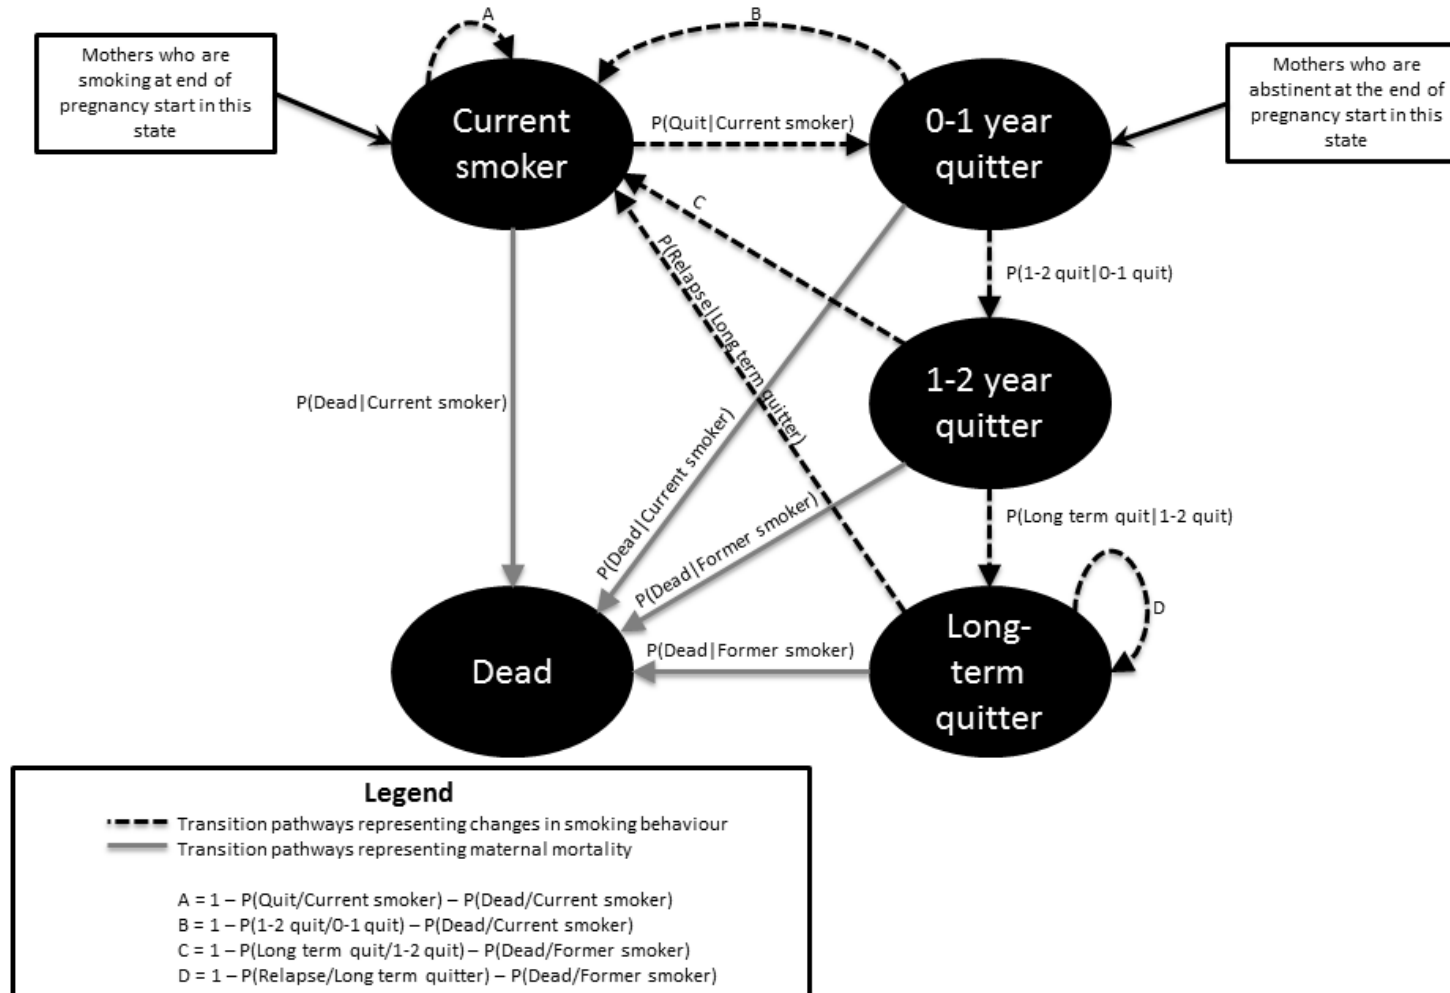 A
B
Mothers who are
smoking at end of
pregnancy start in this
state
Current
smoker
P(Quit|Current smoker)
0-1 year
quitter
Mothers who are
abstinent at the end of
pregnancy start in this
state
C
P(Relapse|Long term quitter)
P(1-2 quit|0-1 quit)
1-2 year
quitter
P(Dead|Current smoker)
P(Dead|Current smoker)
P(Dead|Former smoker)
P(Long term quit|1-2 quit)
D
Dead
P(Dead|Former smoker)
Long-
term
quitter
Legend
Transition pathways representing changes in smoking behaviour
Transition pathways representing maternal mortality
A = 1 – P(Quit/Current smoker) – P(Dead/Current smoker)
B = 1 – P(1-2 quit/0-1 quit) – P(Dead/Current smoker)
C = 1 – P(Long term quit/1-2 quit) – P(Dead/Former smoker)
D = 1 – P(Relapse/Long term quitter) – P(Dead/Former smoker)